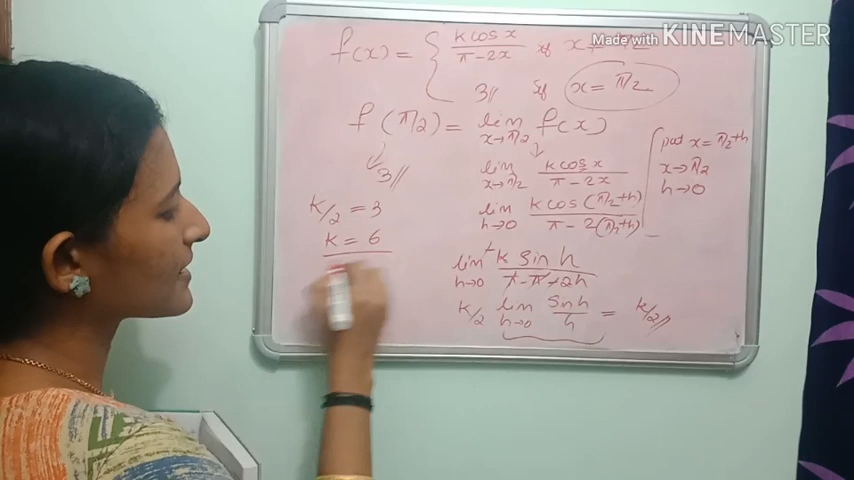 Made with KINEMASTER
f(x) = { k cos x / π - 2x if x ≠ π/2
3 if x = π/2
f(π/2) = lim x→π/2 f(x)
3
k/2 = 3
k = 6
lim x→π/2 k cos x / π - 2x
lim h→0 k cos (π/2 + h) / π - 2(π/2 + h)
lim h→0 + k sin h / π - π + 2h
k/2 lim h→0 sin h / h = k/2
put x = π/2 + h
x → π/2
h → 0